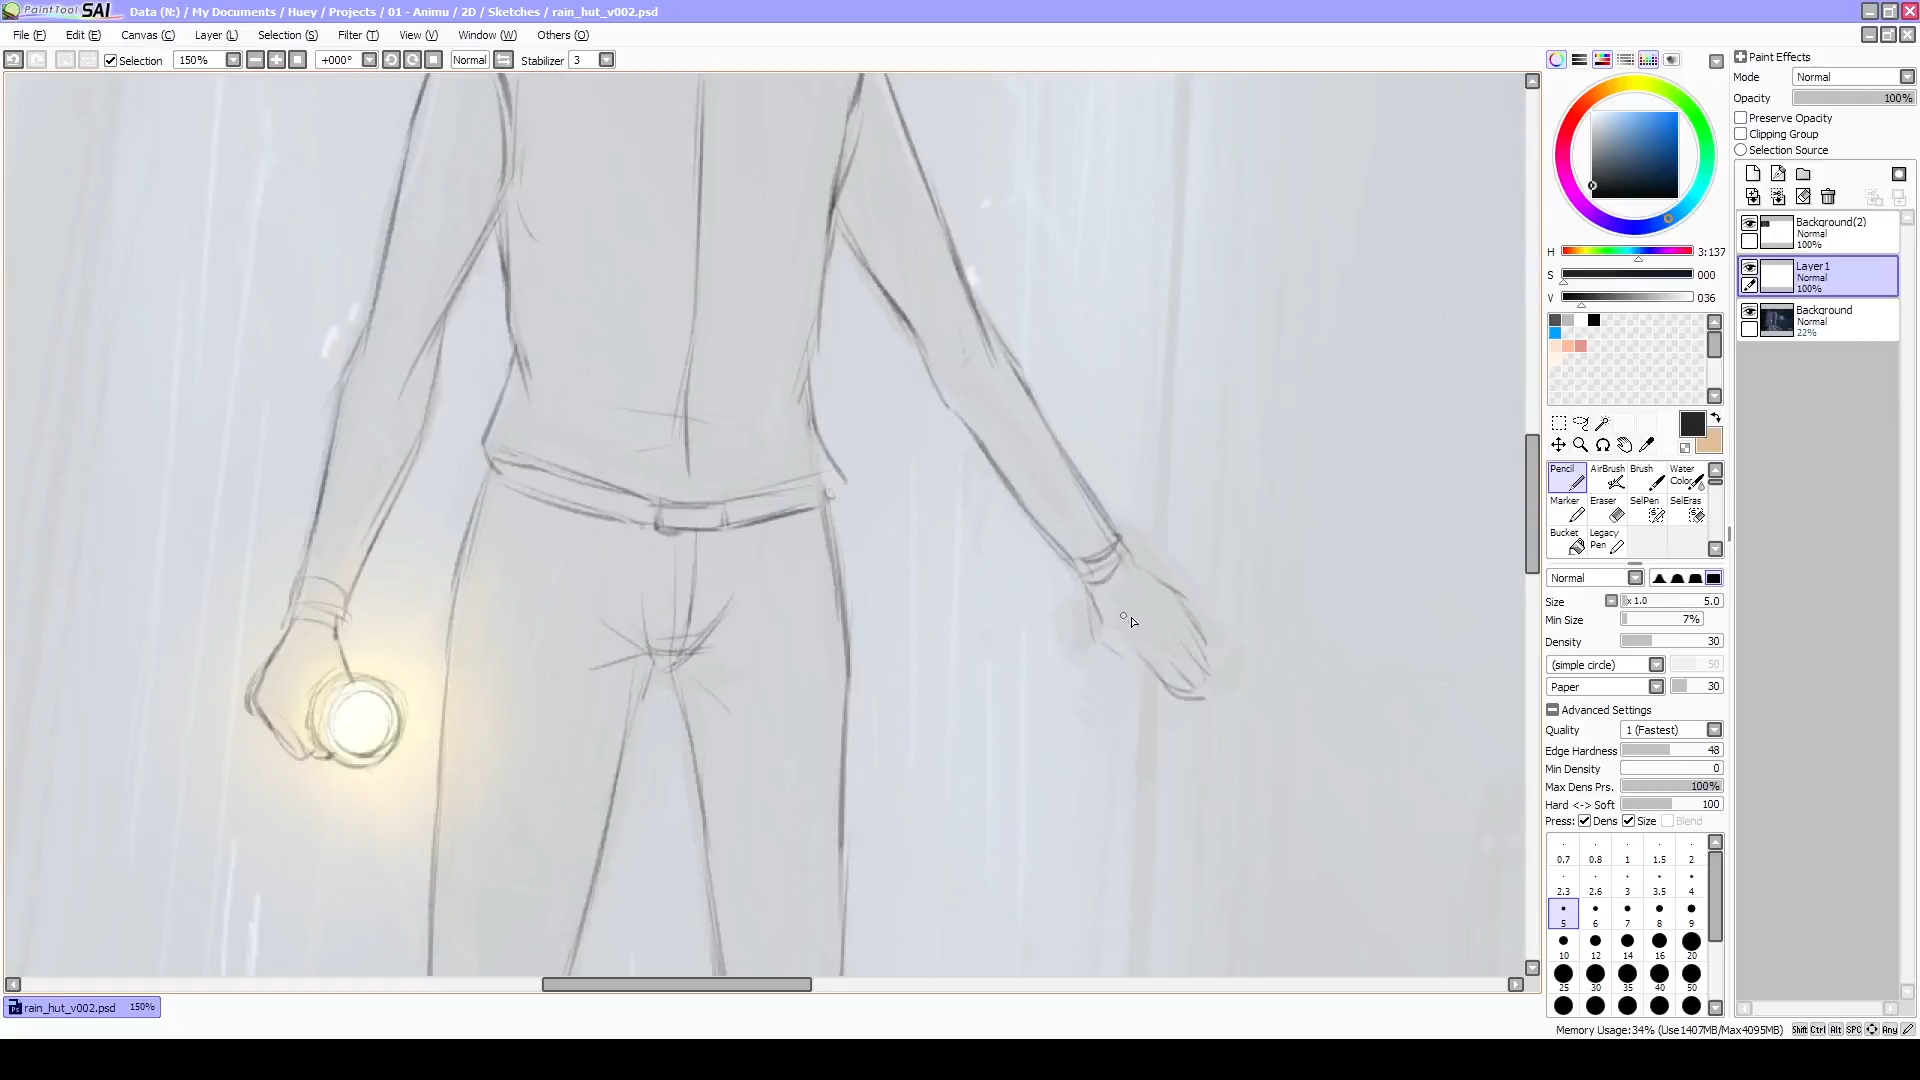 PaintTool SAI Data (N:) / My Documents / Huey / Projects / 01 - Animu / 2D / Sketches / rain_hut_v002.psd
File (F) Edit (E) Canvas (C) Layer (L) Selection (S) Filter (T) View (V) Window (W) Others (O)
Selection 150% +000° Normal Stabilizer 3
H 3:137
S 000
V 036
Pencil AirBrush Brush Water Color
Marker Eraser SelPen SelEras
Bucket Legacy Pen
Normal
Size x 1.0 5.0
Min Size 7%
Density 30
(simple circle) 50
Paper 30
Advanced Settings
Quality 1 (Fastest)
Edge Hardness 48
Min Density 0
Max Dens Prs. 100%
Hard <-> Soft 100
Press: Dens Size Blend
0.7 0.8 1 1.5 2
2.3 2.6 3 3.5 4
5 6 7 8 9
10 12 14 16 20
25 30 35 40 50
Paint Effects
Mode Normal
Opacity 100%
Preserve Opacity
Clipping Group
Selection Source
Background(2)
Normal
100%
Layer1
Normal
100%
Background
Normal
22%
rain_hut_v002.psd 150%
Memory Usage:34% (Use1407MB/Max4095MB) Shift Ctrl Alt SPC Any